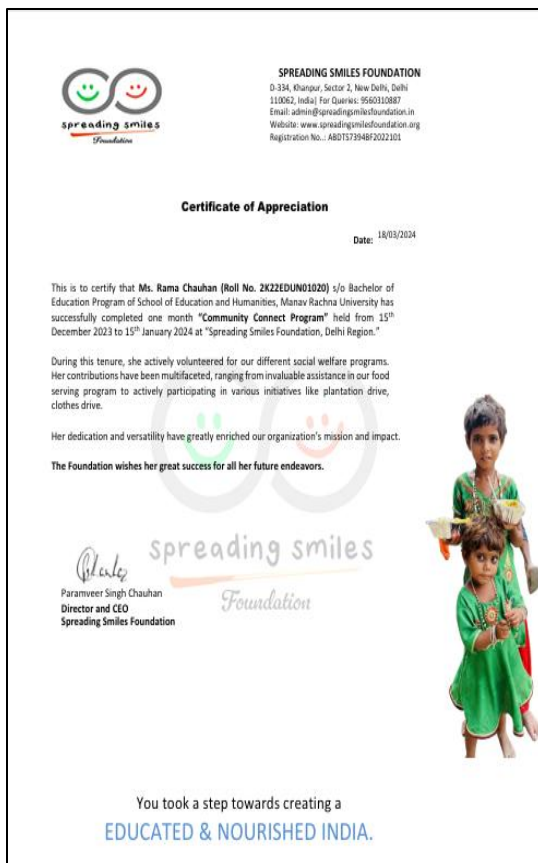 spreading smiles
Foundation
SPREADING SMILES FOUNDATION
D-334, Khanpur, Sector 2, New Delhi, Delhi
110062, India| For Queries: 9560310887
Email: admin@spreadingsmilesfoundation.in
Website: www.spreadingsmilesfoundation.org
Registration No..: ABDTS7394BF2022101
Certificate of Appreciation
Date: 18/03/2024
This is to certify that Ms. Rama Chauhan (Roll No. 2K22EDUN01020) s/o Bachelor of
Education Program of School of Education and Humanities, Manav Rachna University has
successfully completed one month “Community Connect Program” held from 15th
December 2023 to 15th January 2024 at “Spreading Smiles Foundation, Delhi Region.”
During this tenure, she actively volunteered for our different social welfare programs.
Her contributions have been multifaceted, ranging from invaluable assistance in our food
serving program to actively participating in various initiatives like plantation drive,
clothes drive.
Her dedication and versatility have greatly enriched our organization's mission and impact.
The Foundation wishes her great success for all her future endeavors.
spreading smiles
Foundation
Paramveer Singh Chauhan
Director and CEO
Spreading Smiles Foundation
You took a step towards creating a
EDUCATED & NOURISHED INDIA.